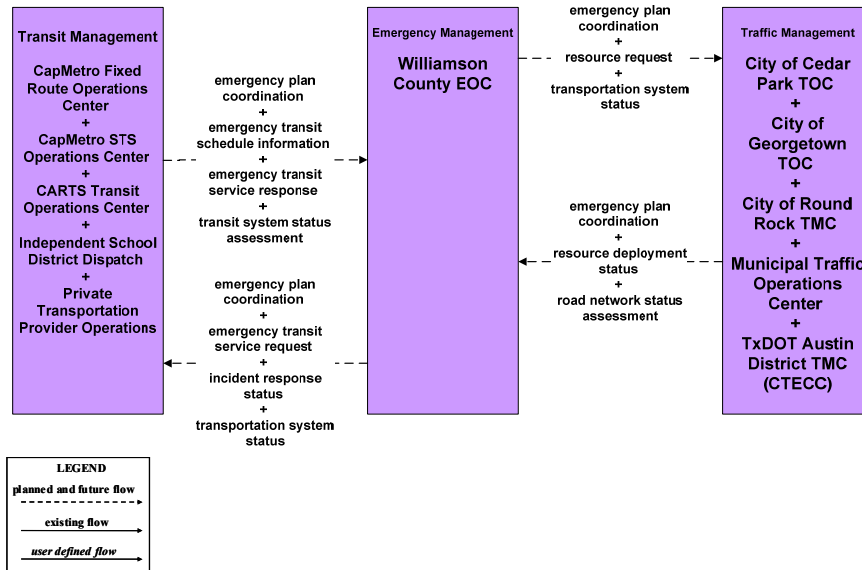 Transit Management
CapMetro Fixed
Route Operations
Center
+
CapMetro STS
Operations Center
+
CARTS Transit
Operations Center
+
Independent School
District Dispatch
+
Private
Transportation
Provider Operations
emergency plan
coordination
+
emergency transit
schedule information
+
emergency transit
service response
+
transit system status
assessment
emergency plan
coordination
+
emergency transit
service request
+
incident response
status
+
transportation system
status
Emergency Management
Williamson
County EOC
emergency plan
coordination
+
resource request
+
transportation system
status
emergency plan
coordination
+
resource deployment
status
+
road network status
assessment
Traffic Management
City of Cedar
Park TOC
+
City of
Georgetown
TOC
+
City of Round
Rock TMC
+
Municipal Traffic
Operations
Center
+
TxDOT Austin
District TMC
(CTECC)
LEGEND
planned and future flow
existing flow
user defined flow